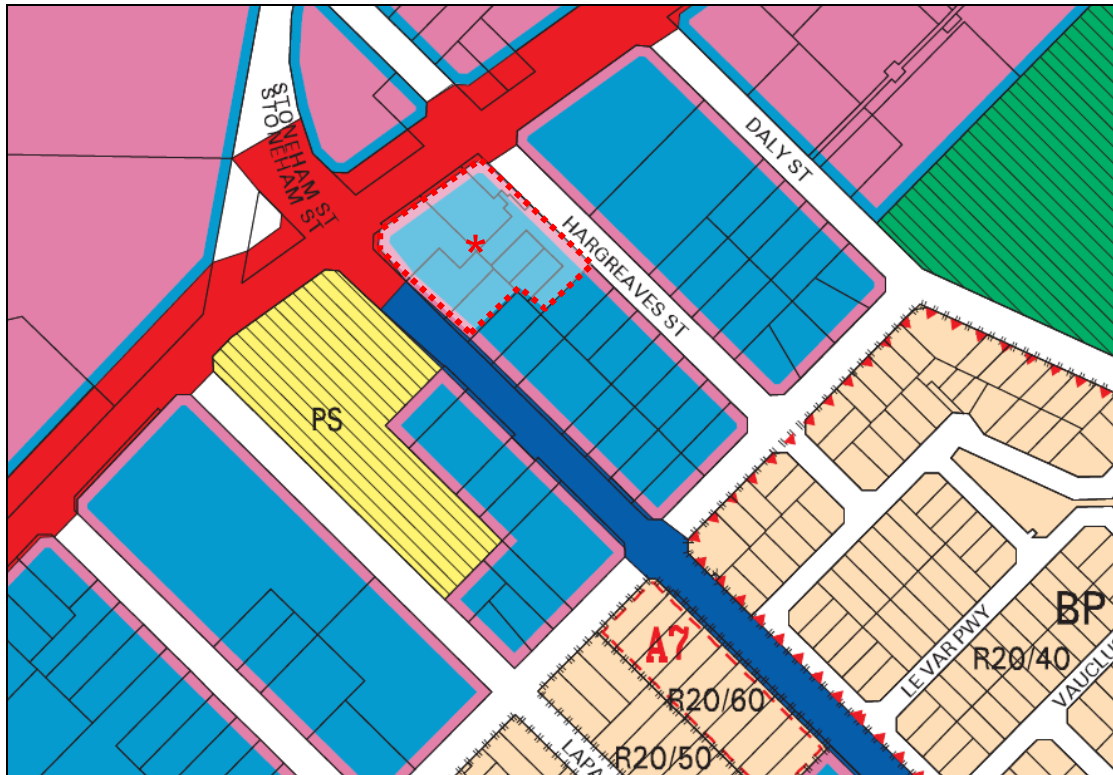 STONEHAM ST
STONEHAM ST
DALY ST
HARGREAVES ST
*
PS
A7
BP
R20/40
LE VAR PWY
R20/60
R20/50